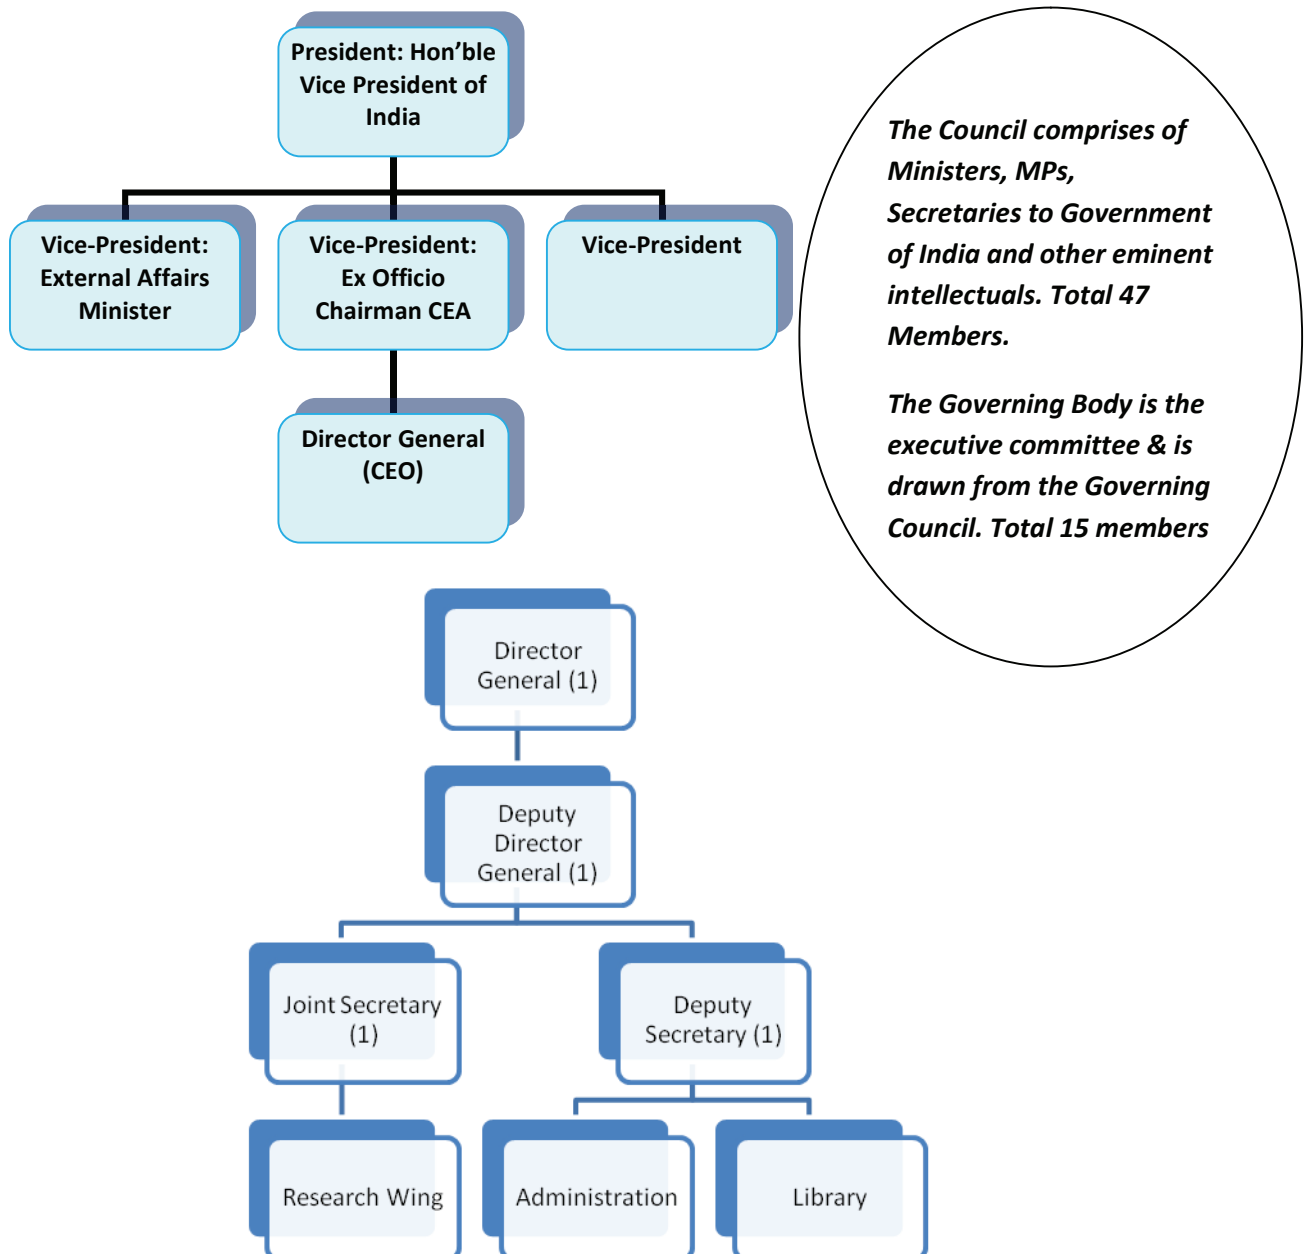 President: Hon’ble
Vice President of
India
Vice-President:
External Affairs
Minister
Vice-President:
Ex Officio
Chairman CEA
Vice-President
Director General
(CEO)
The Council comprises of
Ministers, MPs,
Secretaries to Government
of India and other eminent
intellectuals. Total 47
Members.
The Governing Body is the
executive committee & is
drawn from the Governing
Council. Total 15 members
Director
General (1)
Deputy
Director
General (1)
Joint Secretary
(1)
Deputy
Secretary (1)
Research Wing
Administration
Library